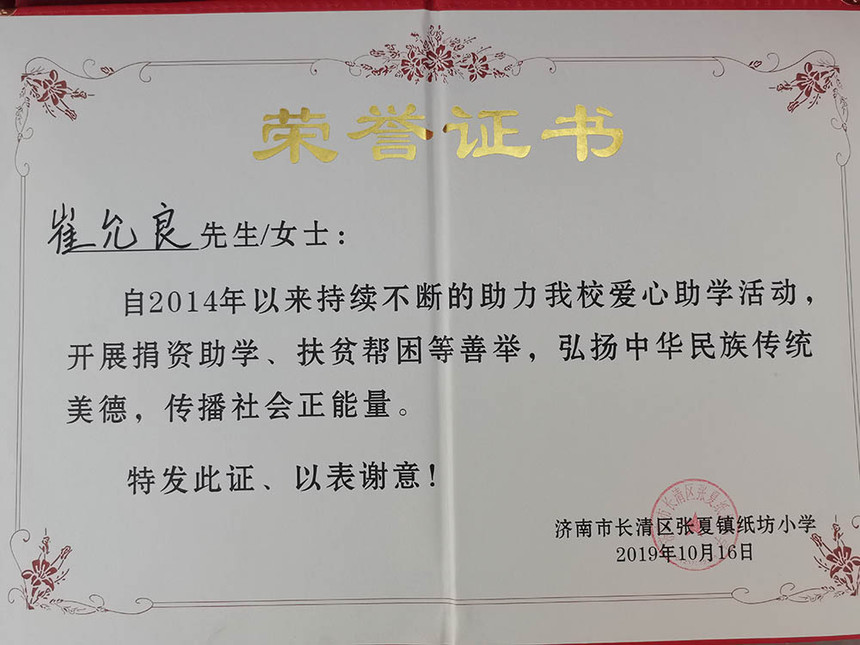 荣誉证书
崔允良先生/女士：
自2014年以来持续不断的助力我校爱心助学活动，
开展捐资助学、扶贫帮困等善举，弘扬中华民族传统
美德，传播社会正能量。
特发此证、以表谢意！
济南市长清区张夏镇纸坊小学
2019年10月16日